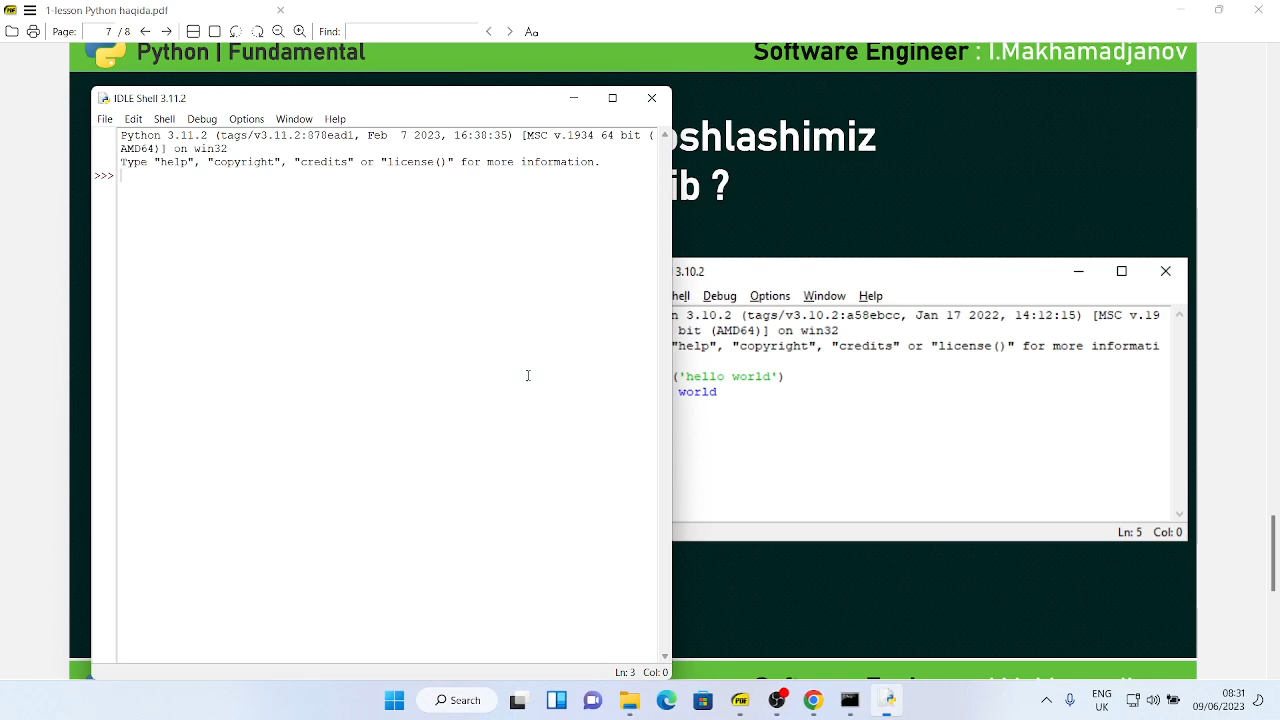 1-lesson Python haqida.pdf
Page: 7 / 8 Find: Aa
Python | Fundamental
Software Engineer : I.Makhamadjanov
IDLE Shell 3.11.2
File Edit Shell Debug Options Window Help
Python 3.11.2 (tags/v3.11.2:878ead1, Feb 7 2023, 16:38:35) [MSC v.1934 64 bit (
AMD64)] on win32
Type "help", "copyright", "credits" or "license()" for more information.
>>>
Ln: 3 Col: 0
oshlashimiz
ib ?
3.10.2
hell Debug Options Window Help
n 3.10.2 (tags/v3.10.2:a58ebcc, Jan 17 2022, 14:12:15) [MSC v.19
bit (AMD64)] on win32
"help", "copyright", "credits" or "license()" for more informati
('hello world')
world
Ln: 5 Col: 0
Search
PDF
ENG
UK
08:31
09/06/2023